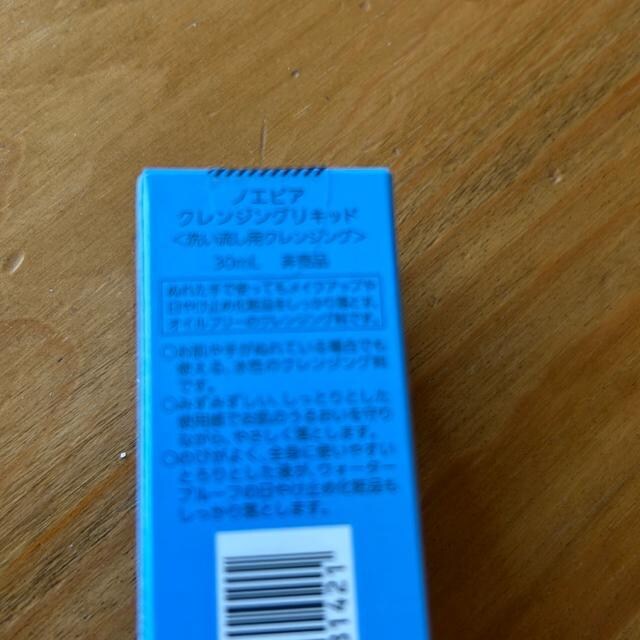 ノエビア
クレンジングリキッド
<洗い流し用クレンジング>
30mL 非売品
ぬれた手で使ってもメイクアップや
日やけ止め化粧品をしっかり落とす、
オイルフリーのクレンジング料です。
○お肌や手がぬれている場合でも
使える、水性のクレンジング料
です。
○みずみずしい、しっとりとした
使用感でお肌のうるおいを守り
ながら、やさしく落とします。
○のびがよく、全量に使いやすい
とろりとした液が、ウォーター
プルーフの日やけ止め化粧品も
しっかり落とします。
31421